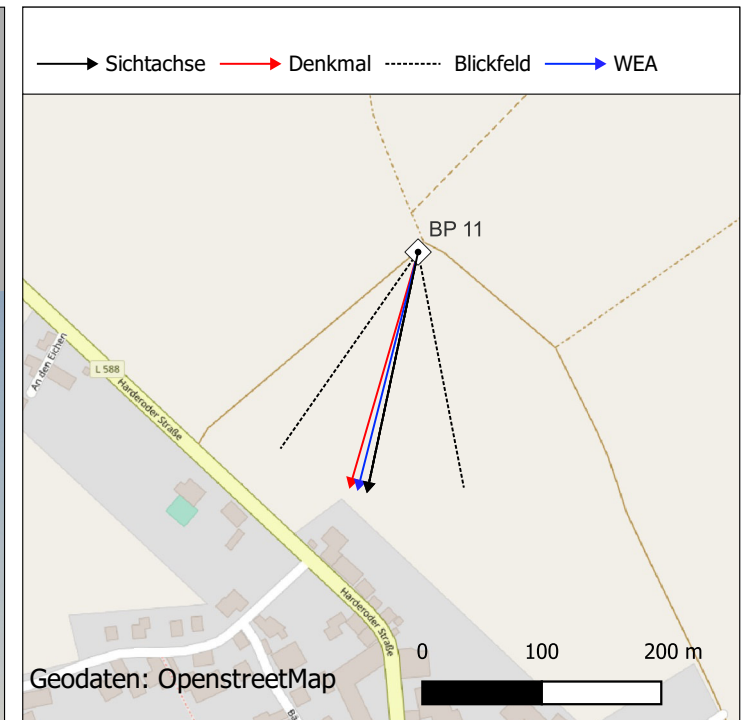 Sichtachse Denkmal Blickfeld WEA
BP 11
An den Eichen
L 588
Harderoder Straße
Harderoder Straße
0 100 200 m
Geodaten: OpenstreetMap